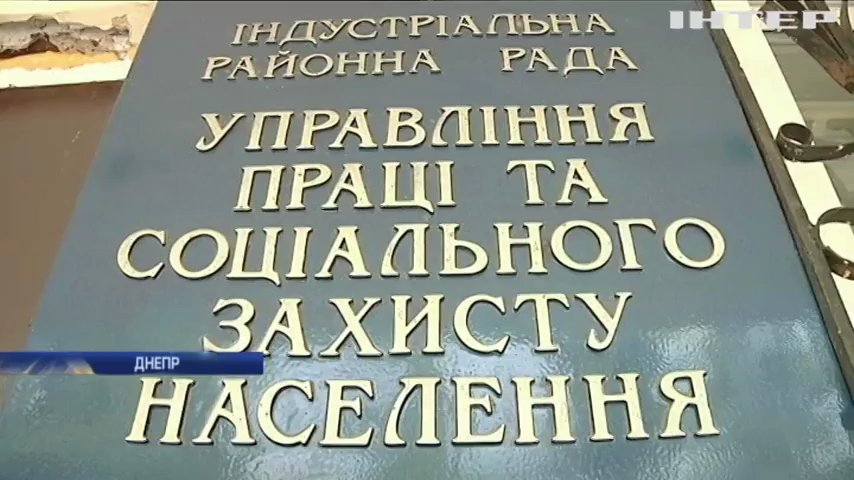 ІНТЕР
ІНДУСТРІАЛЬНА
РАЙОННА РАДА
УПРАВЛІННЯ
ПРАЦІ ТА
СОЦІАЛЬНОГО
ЗАХИСТУ
ДНЕПР
НАСЕЛЕННЯ